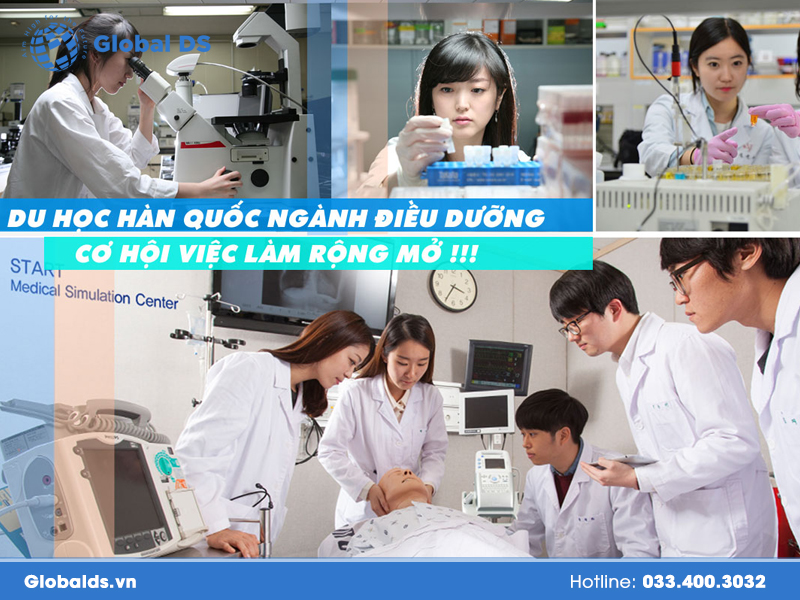 Global DS
DU HỌC HÀN QUỐC NGÀNH ĐIỀU DƯỠNG
CƠ HỘI VIỆC LÀM RỘNG MỞ !!!
START
Medical Simulation Center
Globalds.vn
Hotline: 033.400.3032